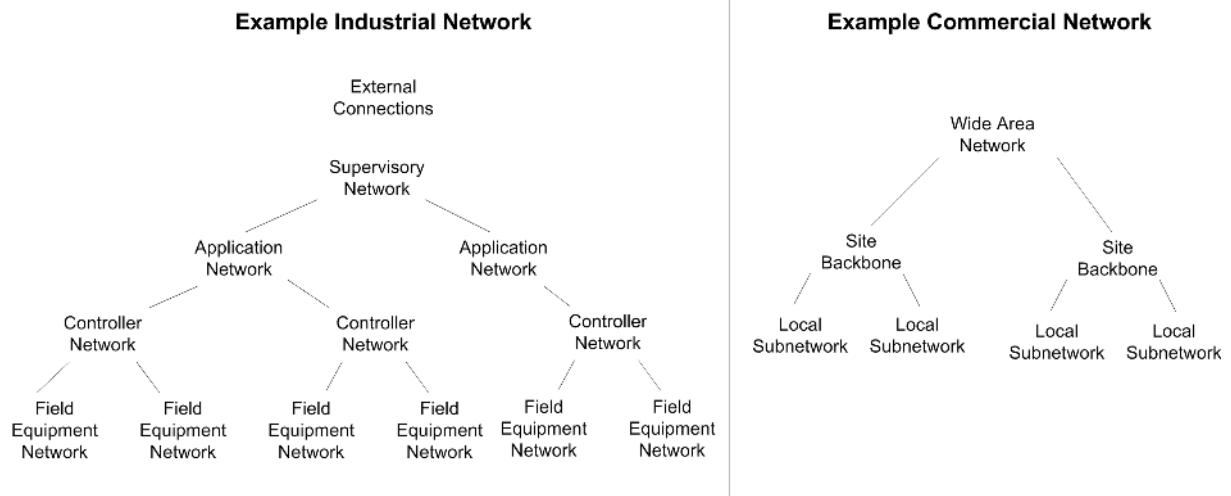 Example Industrial Network
External
Connections
Supervisory
Network
Application
Network
Application
Network
Controller
Network
Controller
Network
Controller
Network
Field
Equipment
Network
Field
Equipment
Network
Field
Equipment
Network
Field
Equipment
Network
Field
Equipment
Network
Field
Equipment
Network
Example Commercial Network
Wide Area
Network
Site
Backbone
Site
Backbone
Local
Subnetwork
Local
Subnetwork
Local
Subnetwork
Local
Subnetwork